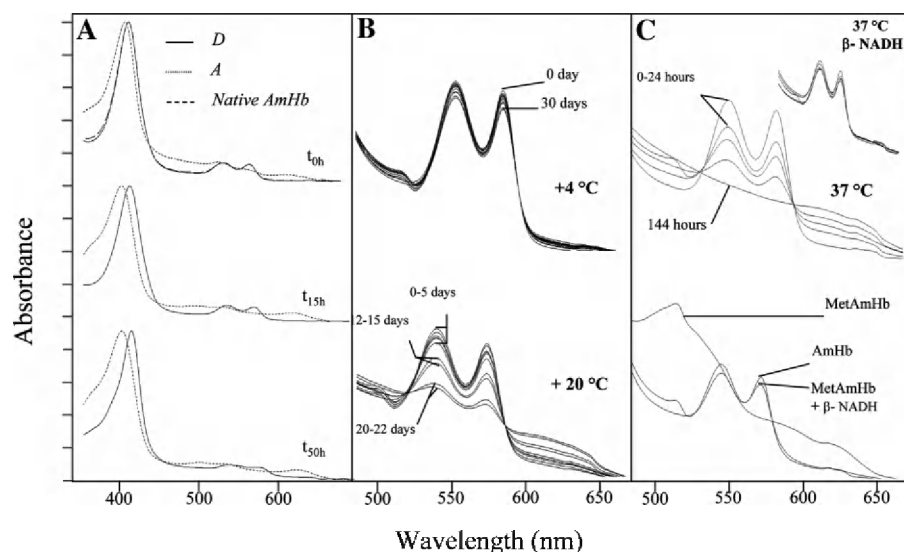 Absorbance
A
D
A
Native AmHb
t0h
t15h
t50h
400 500 600
B
0 day
30 days
+4 °C
0-5 days
2-15 days
+ 20 °C
20-22 days
500 550 600 650
C
37 °C
β- NADH
0-24 hours
37 °C
144 hours
MetAmHb
AmHb
MetAmHb
+ β- NADH
500 550 600 650
Wavelength (nm)